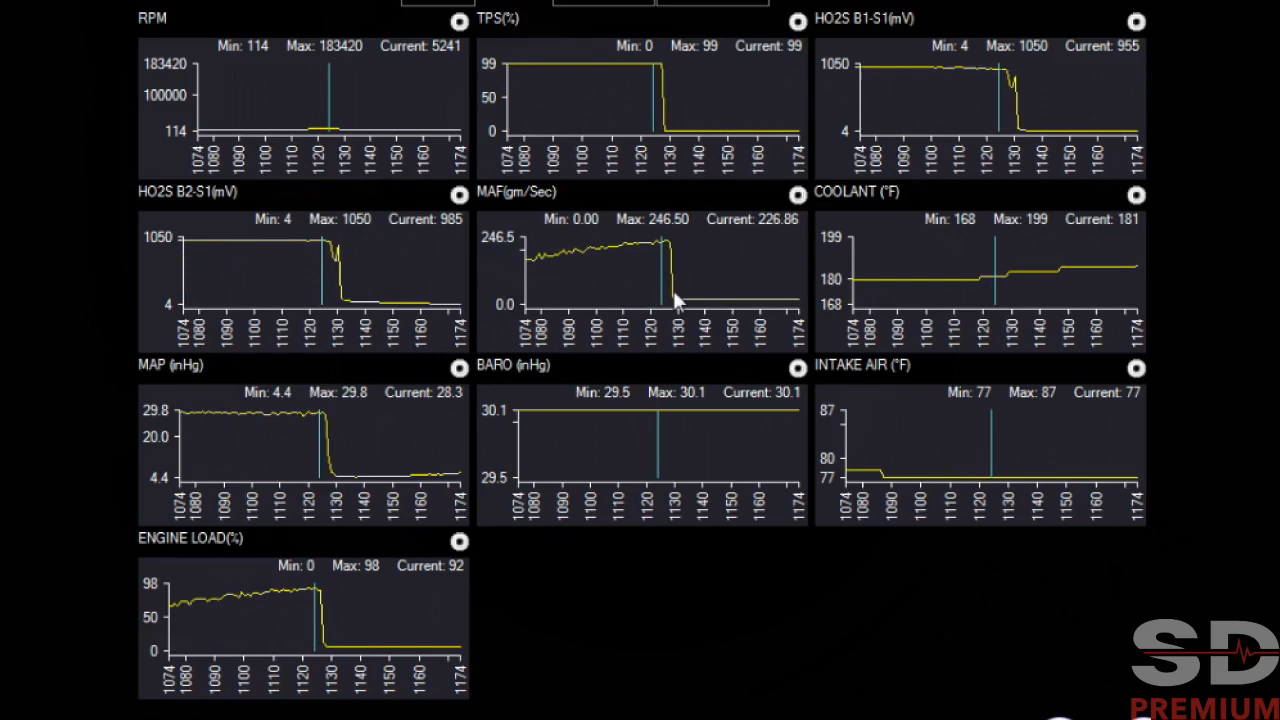 RPM
Min: 114 Max: 183420 Current: 5241
183420
100000
114
1074 1080 1090 1100 1110 1120 1130 1140 1150 1160 1174
TPS(%)
Min: 0 Max: 99 Current: 99
99
50
0
1074 1080 1090 1100 1110 1120 1130 1140 1150 1160 1174
HO2S B1-S1(mV)
Min: 4 Max: 1050 Current: 955
1050
4
1074 1080 1090 1100 1110 1120 1130 1140 1150 1160 1174
HO2S B2-S1(mV)
Min: 4 Max: 1050 Current: 985
1050
4
1074 1080 1090 1100 1110 1120 1130 1140 1150 1160 1174
MAF(gm/Sec)
Min: 0.00 Max: 246.50 Current: 226.86
246.5
0.0
1074 1080 1090 1100 1110 1120 1130 1140 1150 1160 1174
COOLANT (°F)
Min: 168 Max: 199 Current: 181
199
180
168
1074 1080 1090 1100 1110 1120 1130 1140 1150 1160 1174
MAP (inHg)
Min: 4.4 Max: 29.8 Current: 28.3
29.8
20.0
4.4
1074 1080 1090 1100 1110 1120 1130 1140 1150 1160 1174
BARO (inHg)
Min: 29.5 Max: 30.1 Current: 30.1
30.1
29.5
1074 1080 1090 1100 1110 1120 1130 1140 1150 1160 1174
INTAKE AIR (°F)
Min: 77 Max: 87 Current: 77
87
80
77
1074 1080 1090 1100 1110 1120 1130 1140 1150 1160 1174
ENGINE LOAD(%)
Min: 0 Max: 98 Current: 92
98
50
0
1074 1080 1090 1100 1110 1120 1130 1140 1150 1160 1174
SD
PREMIUM